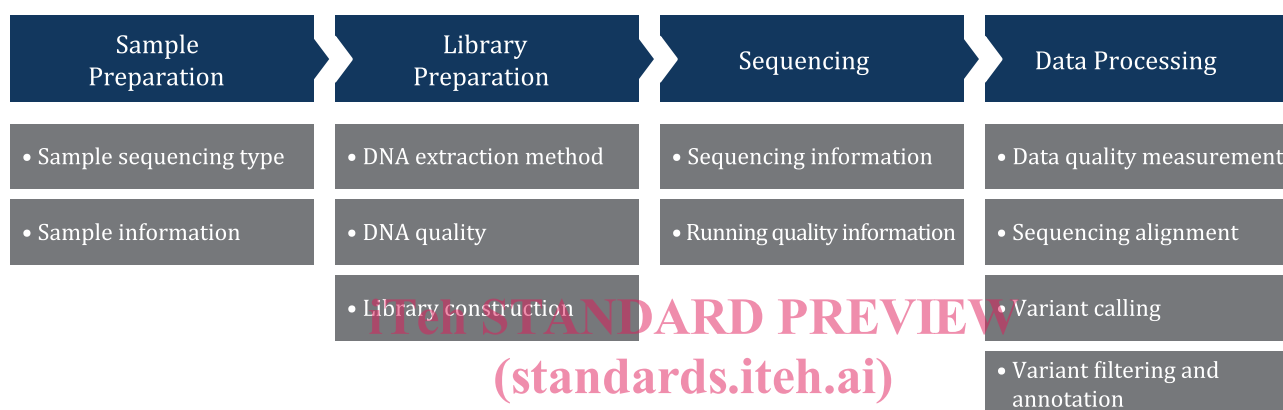 Sample
Preparation
Library
Preparation
Sequencing
Data Processing
• Sample sequencing type
• Sample information
• DNA extraction method
• DNA quality
• Library construction
• Sequencing information
• Running quality information
• Data quality measurement
• Sequencing alignment
• Variant calling
• Variant filtering and
annotation
iTeh STANDARD PREVIEW
(standards.iteh.ai)